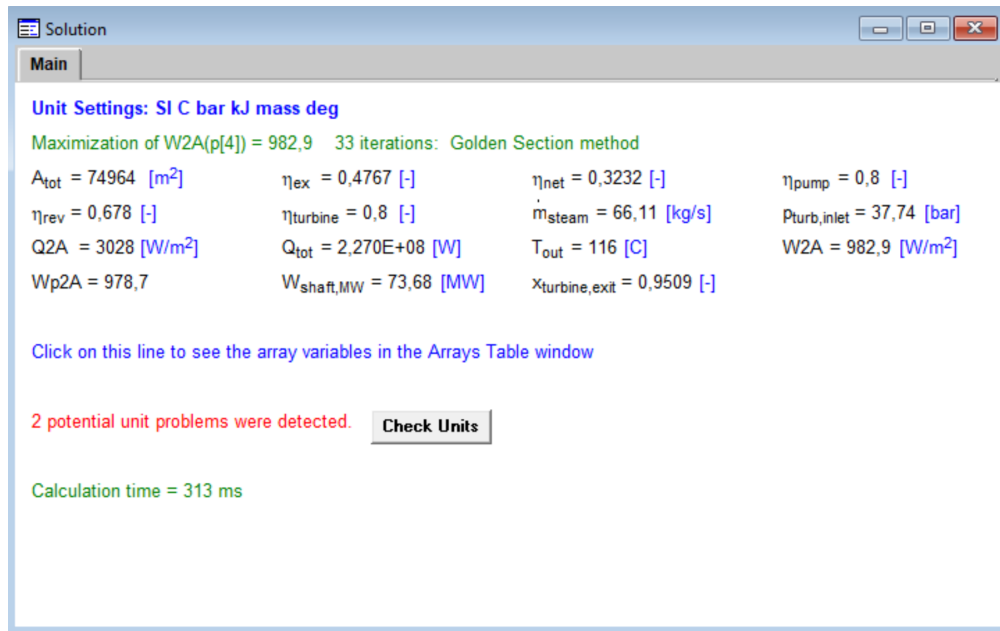 Solution
Main
Unit Settings: SI C bar kJ mass deg
Maximization of W2A(p[4]) = 982,9 33 iterations: Golden Section method
Atot = 74964 [m2] ηex = 0,4767 [-] ηnet = 0,3232 [-] ηpump = 0,8 [-]
ηrev = 0,678 [-] ηturbine = 0,8 [-] ṁsteam = 66,11 [kg/s] pturb,inlet = 37,74 [bar]
Q2A = 3028 [W/m2] Qtot = 2,270E+08 [W] Tout = 116 [C] W2A = 982,9 [W/m2]
Wp2A = 978,7 Wshaft,MW = 73,68 [MW] xturbine,exit = 0,9509 [-]
Click on this line to see the array variables in the Arrays Table window
2 potential unit problems were detected. Check Units
Calculation time = 313 ms